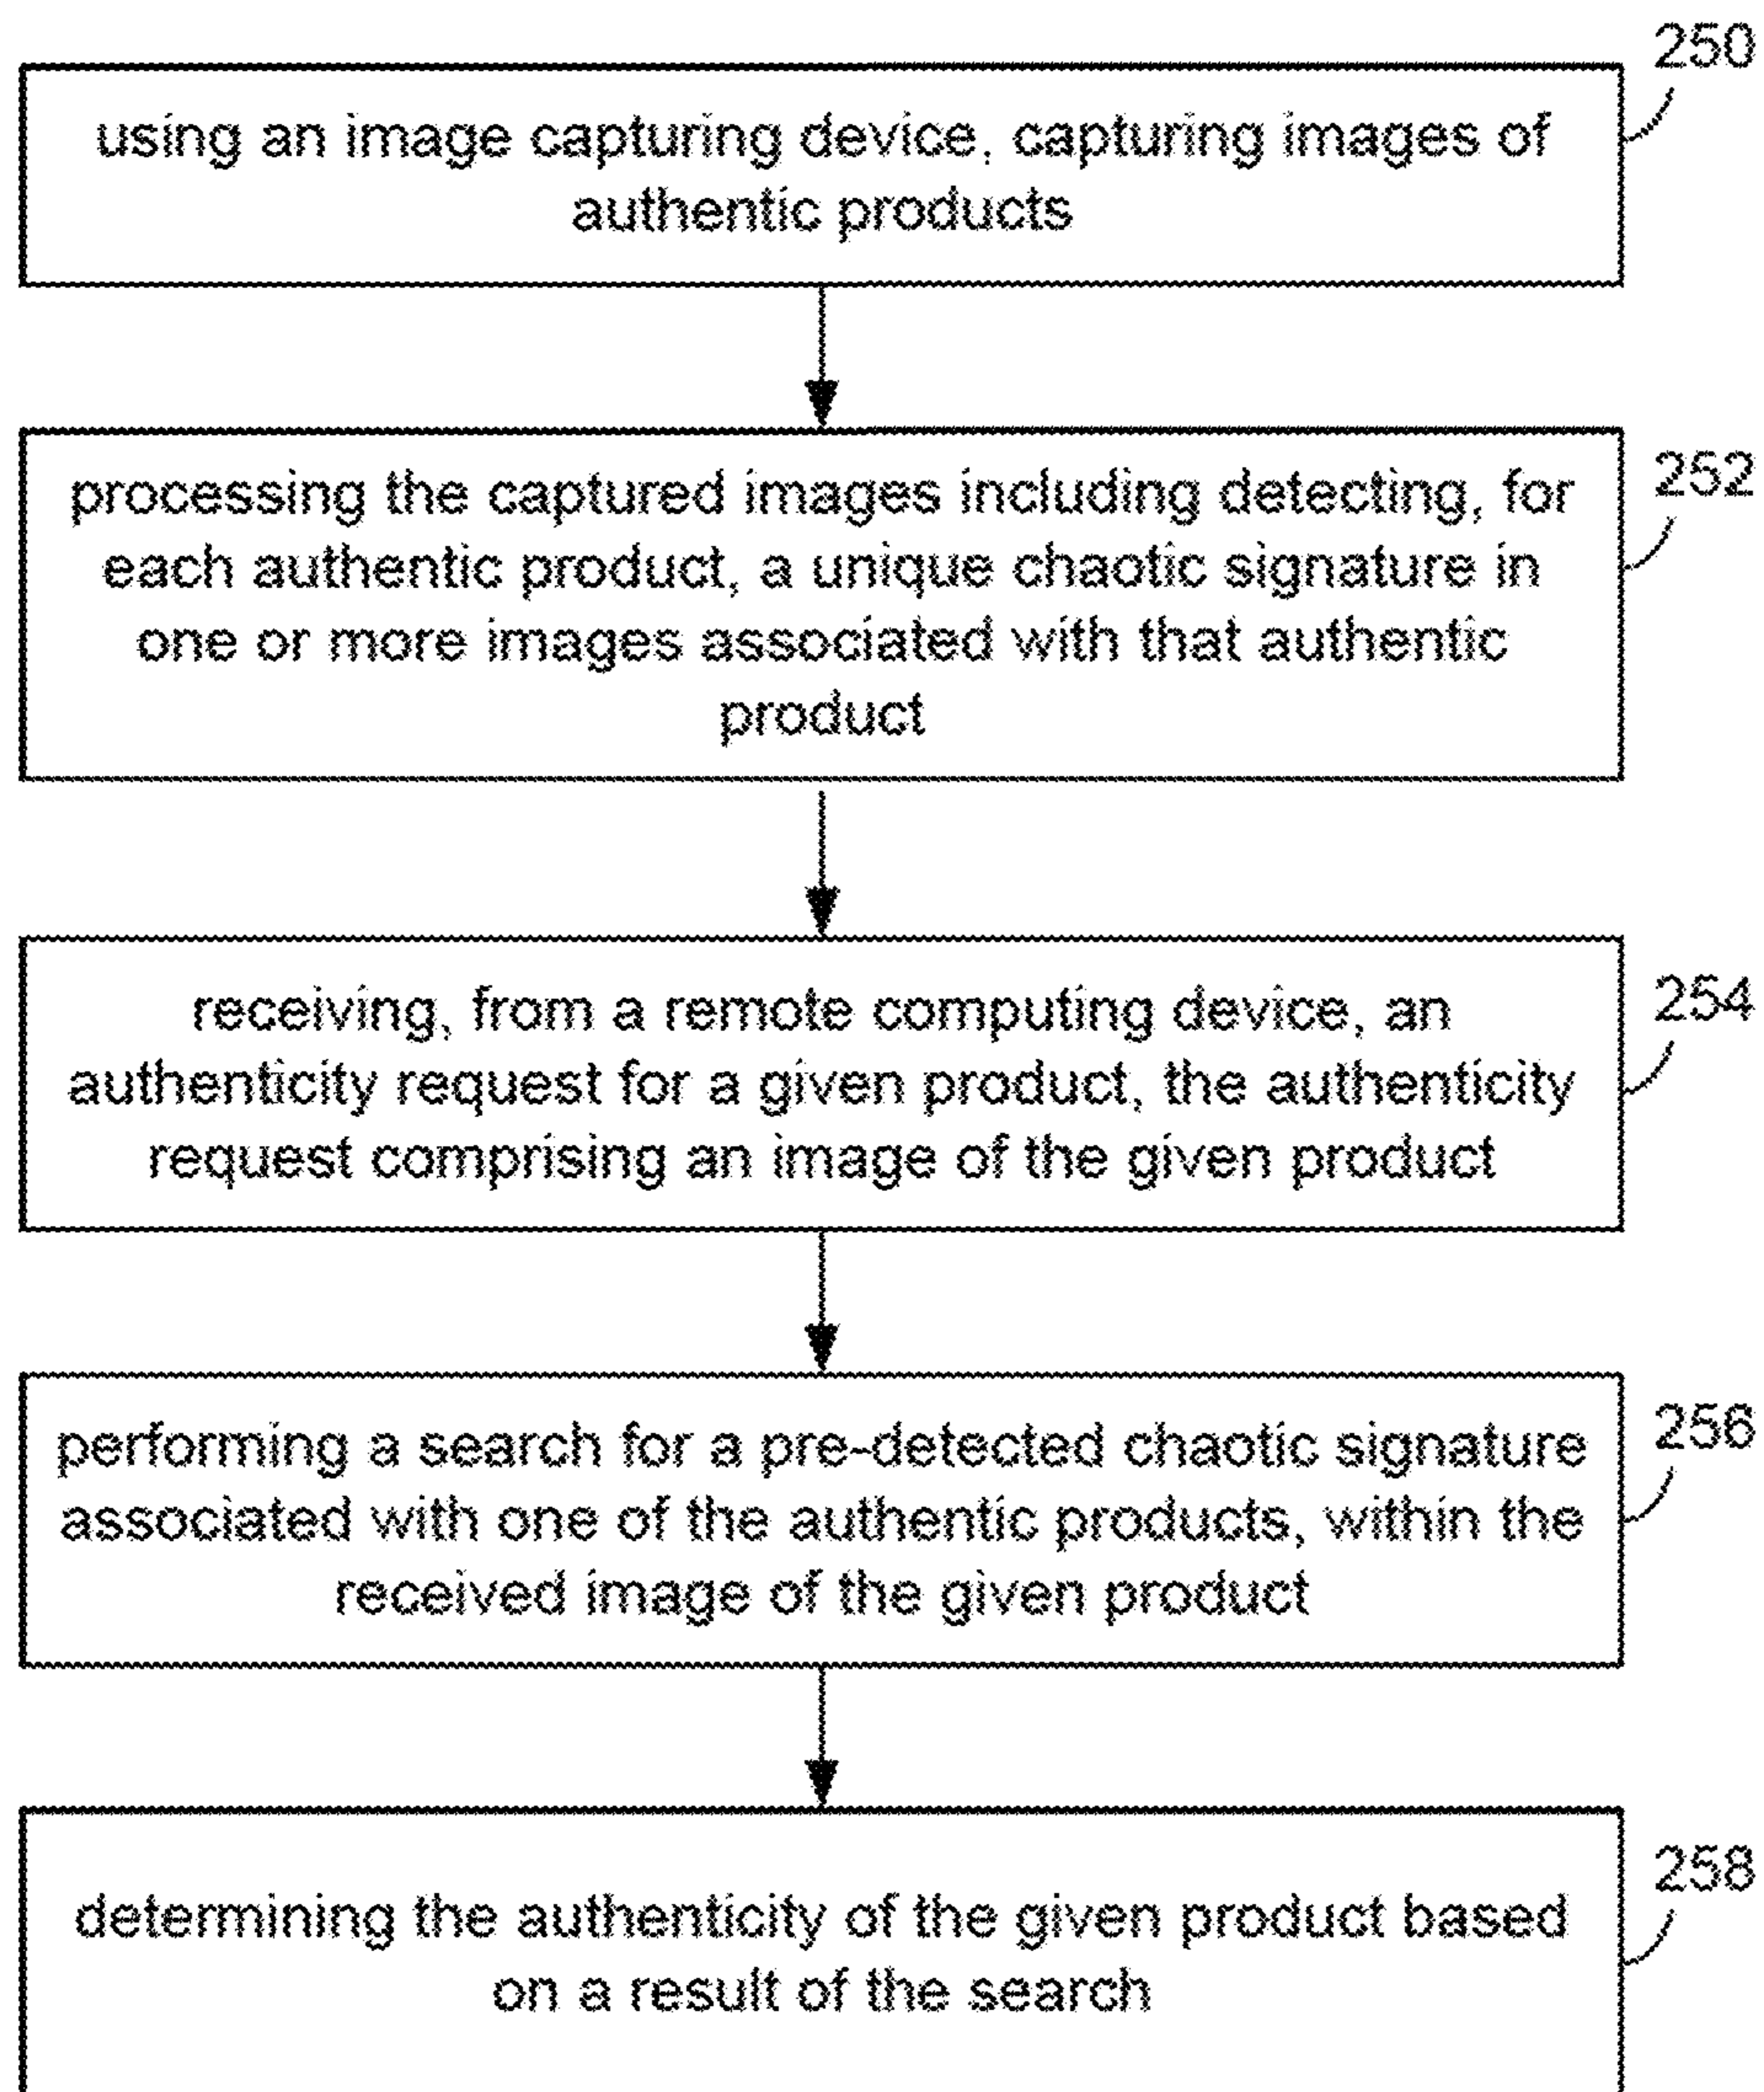 250
using an image capturing device, capturing images of
authentic products
252
processing the captured images including detecting, for
each authentic product, a unique chaotic signature in
one or more images associated with that authentic
product
254
receiving, from a remote computing device, an
authenticity request for a given product, the authenticity
request comprising an image of the given product
256
performing a search for a pre-detected chaotic signature
associated with one of the authentic products, within the
received image of the given product
258
determining the authenticity of the given product based
on a result of the search